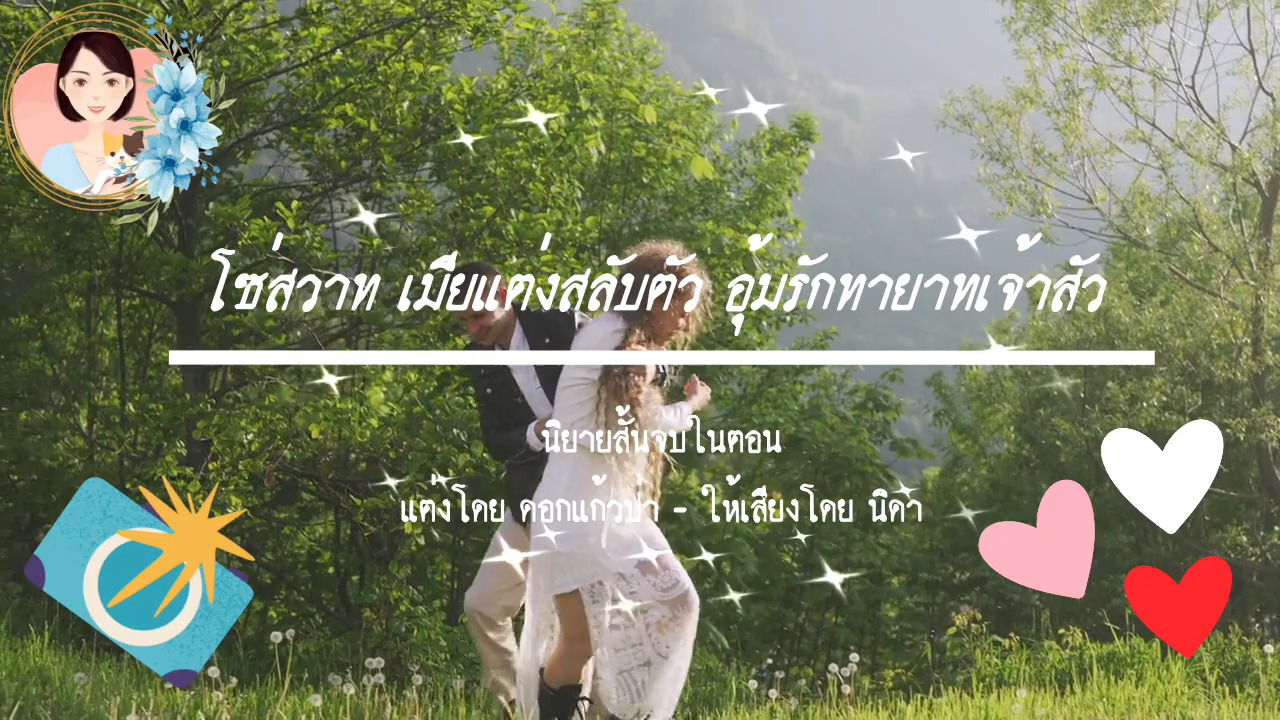 โซ่สวาท เมียแต่งสลับตัว อุ้มรักทายาทเจ้าสัว
นิยายสั้นจบในตอน
แต่งโดย ดอกแก้วป่า - ให้เสียงโดย นิดา